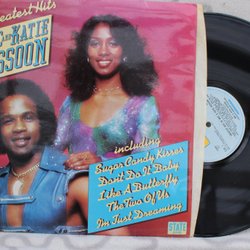 Greatest Hits
& KATIE
SSOON
including
Sugar Candy Kisses
Don't Do It Baby
Like A Butterfly
The Two Of Us
I'm Just Dreaming
STATE